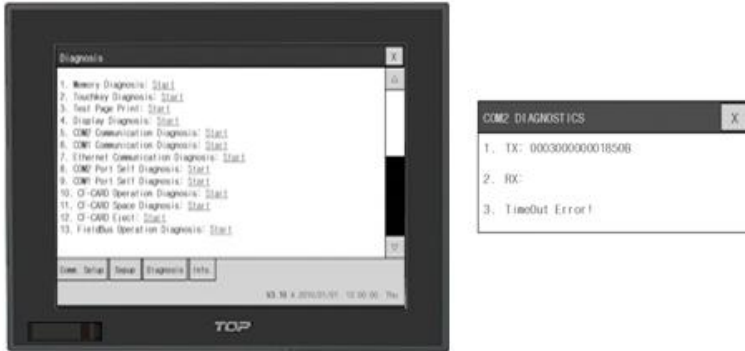 Diagnosis X
1. Memory Diagnosis: Start
2. Touchkey Diagnosis: Start
3. Test Page Print: Start
4. Display Diagnosis: Start
5. COM2 Communication Diagnosis: Start
6. COM1 Communication Diagnosis: Start
7. Ethernet Communication Diagnosis: Start
8. COM2 Port Self Diagnosis: Start
9. COM1 Port Self Diagnosis: Start
10. CF-CARD Operation Diagnosis: Start
11. CF-CARD Space Diagnosis: Start
12. CF-CARD Eject: Start
13. FieldBus Operation Diagnosis: Start
Comm. Setup Setup Diagnosis Info.
Thu
TOP
COM2 DIAGNOSTICS X
1. TX: 000300000001850B
2. RX:
3. TimeOut Error!